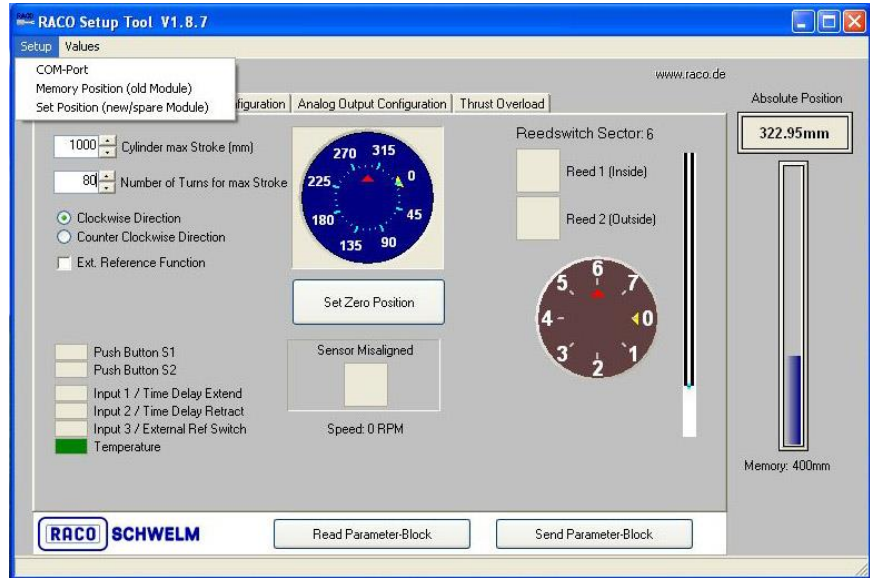 RACO RACO Setup Tool V1.8.7
Setup Values
COM-Port
Memory Position (old Module)
Set Position (new/spare Module)
www.raco.de
Analog Output Configuration Thrust Overload
Absolute Position
322.95mm
1000 Cylinder max Stroke (mm)
80 Number of Turns for max Stroke
Clockwise Direction
Counter Clockwise Direction
Ext. Reference Function
270 315
225 0
180 45
135 90
Set Zero Position
Reedswitch Sector: 6
Reed 1 (Inside)
Reed 2 (Outside)
6
5 7
4 0
3 1
2
Push Button S1
Push Button S2
Input 1 / Time Delay Extend
Input 2 / Time Delay Retract
Input 3 / External Ref Switch
Temperature
Sensor Misaligned
Speed: 0 RPM
Memory: 400mm
RACO SCHWELM
Read Parameter-Block
Send Parameter-Block